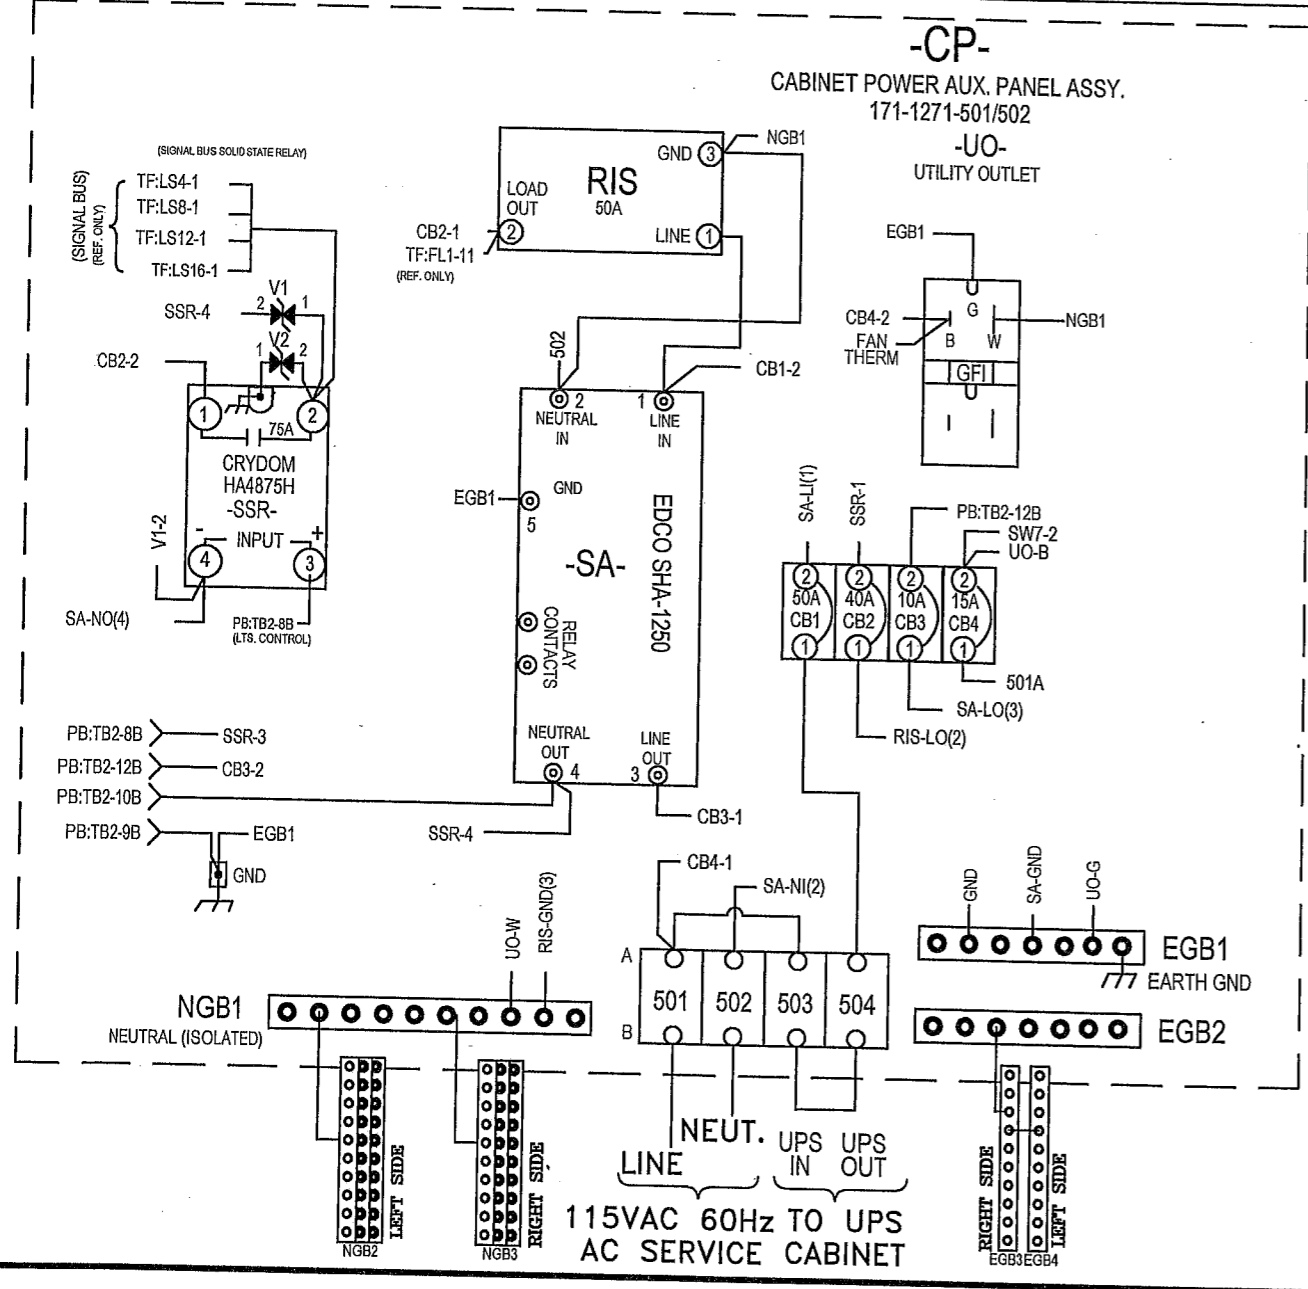 -CP-
CABINET POWER AUX. PANEL ASSY.
171-1271-501/502
-UO-
UTILITY OUTLET
(SIGNAL BUS SOLID STATE RELAY)
(SIGNAL BUS)
(REF. ONLY)
TF:LS4-1
TF:LS8-1
TF:LS12-1
TF:LS16-1
V1
SSR-4
2
1
V2
1
2
CB2-2
1
2
75A
CRYDOM
HA4875H
-SSR-
- INPUT +
4
3
V1-2
SA-NO(4)
PB:TB2-8B
(LTS. CONTROL)
NGB1
GND 3
RIS
50A
LOAD
OUT
2
LINE 1
CB2-1
TF:FL1-11
(REF. ONLY)
502
CB1-2
2
NEUTRAL
IN
1
LINE
IN
EGB1
GND
5
-SA-
EDCO SHA-1250
RELAY
CONTACTS
NEUTRAL
OUT
4
LINE
OUT
3
CB3-1
SSR-4
EGB1
G
CB4-2
FAN
THERM
B
W
NGB1
GFI
SA-LI(1)
SSR-1
PB:TB2-12B
SW7-2
UO-B
2
2
2
2
50A
40A
10A
15A
CB1
CB2
CB3
CB4
1
1
1
1
501A
SA-LO(3)
RIS-LO(2)
PB:TB2-8B
SSR-3
PB:TB2-12B
CB3-2
PB:TB2-10B
PB:TB2-9B
EGB1
GND
CB4-1
SA-NI(2)
UO-W
RIS-GND(3)
NGB1
NEUTRAL (ISOLATED)
A
B
501
502
503
504
GND
SA-GND
UO-G
EGB1
EARTH GND
EGB2
LEFT SIDE
NGB2
RIGHT SIDE
NGB3
LINE
NEUT.
UPS
IN
UPS
OUT
115VAC 60Hz TO UPS
AC SERVICE CABINET
RIGHT SIDE
LEFT SIDE
EGB3
EGB4